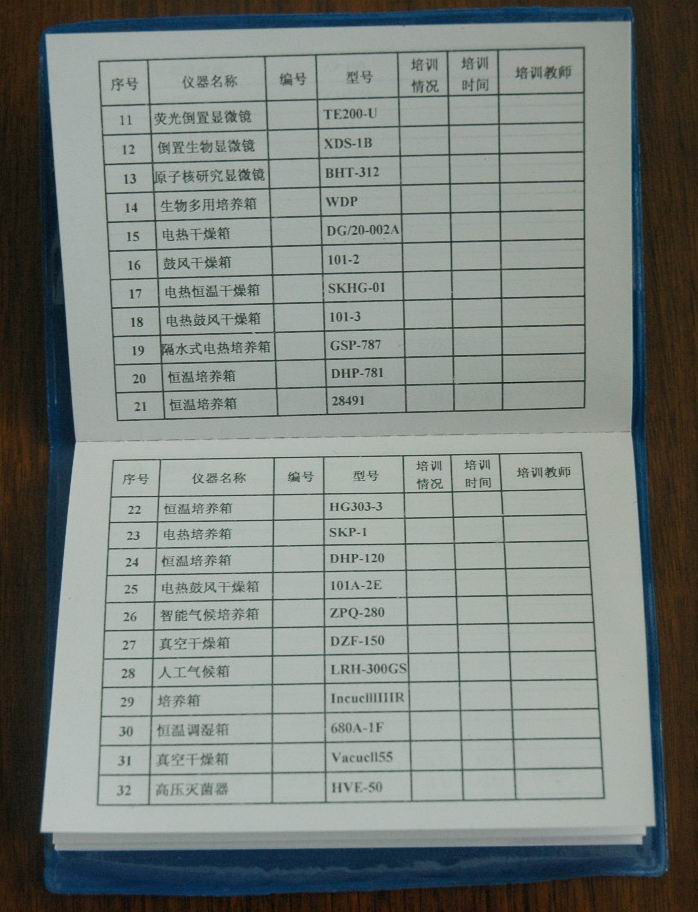 序号 仪器名称 编号 型号 培训情况 培训时间 培训教师
11 荧光倒置显微镜 TE200-U
12 倒置生物显微镜 XDS-1B
13 原子核研究显微镜 BHT-312
14 生物多用培养箱 WDP
15 电热干燥箱 DG/20-002A
16 鼓风干燥箱 101-2
17 电热恒温干燥箱 SKHG-01
18 电热鼓风干燥箱 101-3
19 隔水式电热培养箱 GSP-787
20 恒温培养箱 DHP-781
21 恒温培养箱 28491
序号 仪器名称 编号 型号 培训情况 培训时间 培训教师
22 恒温培养箱 HG303-3
23 电热培养箱 SKP-1
24 恒温培养箱 DHP-120
25 电热鼓风干燥箱 101A-2E
26 智能气候培养箱 ZPQ-280
27 真空干燥箱 DZF-150
28 人工气候箱 LRH-300GS
29 培养箱 IncuclllIIIR
30 恒温调湿箱 680A-1F
31 真空干燥箱 Vacucll55
32 高压灭菌器 HVE-50